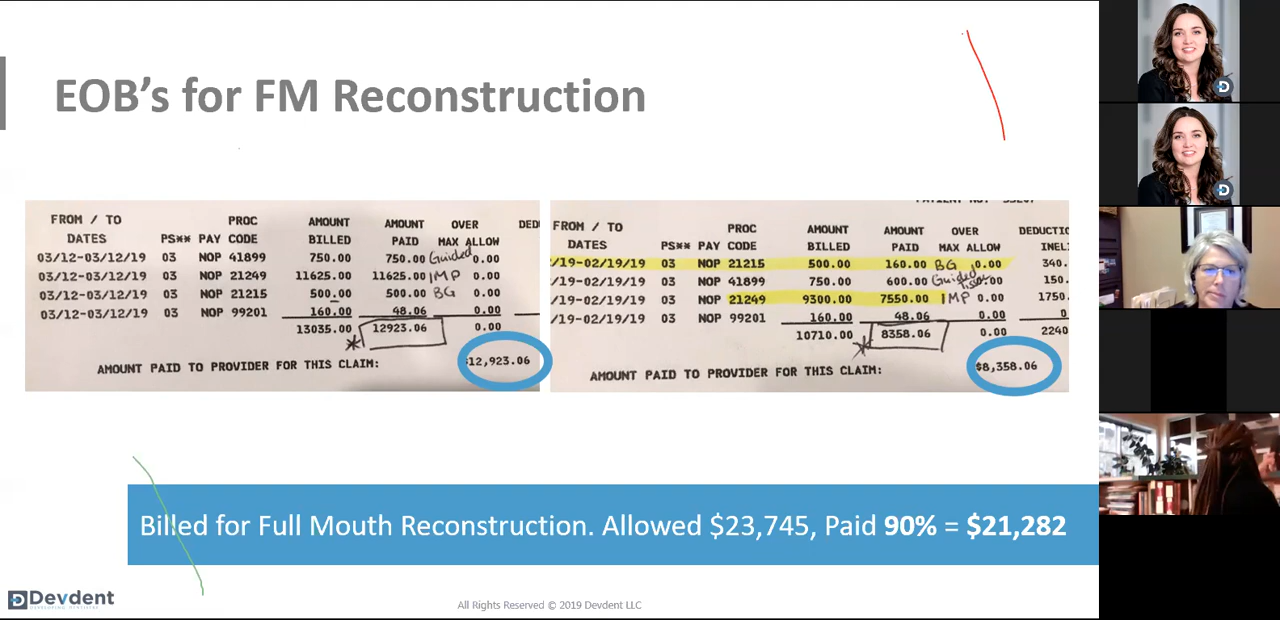 EOB's for FM Reconstruction
FROM / TO PROC AMOUNT AMOUNT OVER
DATES PS** PAY CODE BILLED PAID MAX ALLOW
03/12-03/12/19 03 NOP 41899 750.00 750.00 Guided 0.00
03/12-03/12/19 03 NOP 21249 11625.00 11625.00 IMP 0.00
03/12-03/12/19 03 NOP 21215 500.00 500.00 BG 0.00
03/12-03/12/19 03 NOP 99201 160.00 48.06 0.00
13035.00 12923.06 0.00
AMOUNT PAID TO PROVIDER FOR THIS CLAIM: $12,923.06
FROM / TO PROC AMOUNT AMOUNT OVER
DATES PS** PAY CODE BILLED PAID MAX ALLOW
/19-02/19/19 03 NOP 21215 500.00 160.00 BG 0.00 340.
/19-02/19/19 03 NOP 41899 750.00 600.00 Guided 150.
/19-02/19/19 03 NOP 21249 9300.00 7550.00 IMP 0.00 1750.
/19-02/19/19 03 NOP 99201 160.00 48.06 0.00
10710.00 8358.06 0.00 2240
AMOUNT PAID TO PROVIDER FOR THIS CLAIM: $8,358.06
Billed for Full Mouth Reconstruction. Allowed $23,745, Paid 90% = $21,282
Devdent
All Rights Reserved © 2019 Devdent LLC